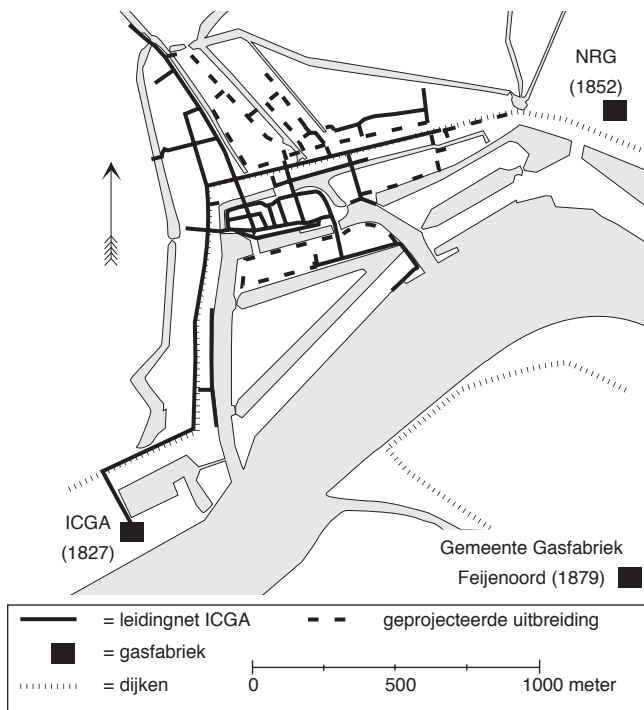 NRG
(1852)
ICGA
(1827)
Gemeente Gasfabriek
Feijenoord (1879)
= leidingnet ICGA
geprojecteerde uitbreiding
= gasfabriek
= dijken
0 500 1000 meter